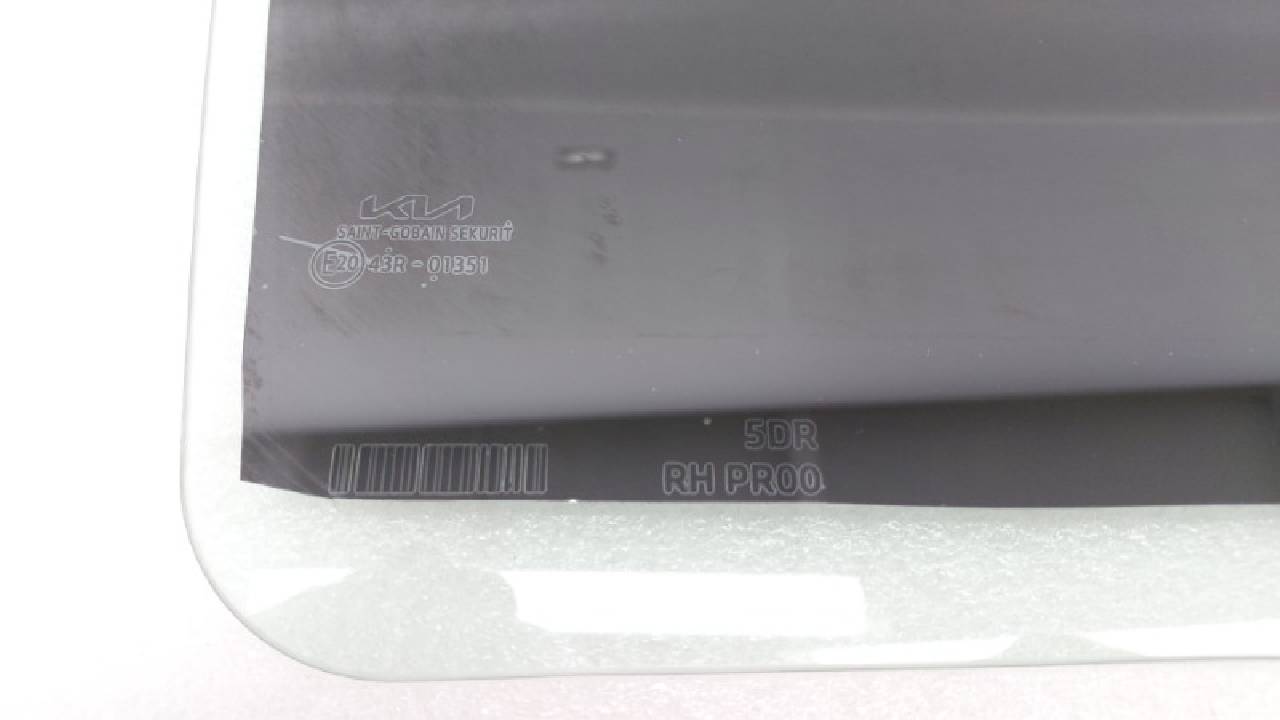 KIA
SAINT-GOBAIN SEKURIT
E20 43R - 01351
5DR
RH PR00